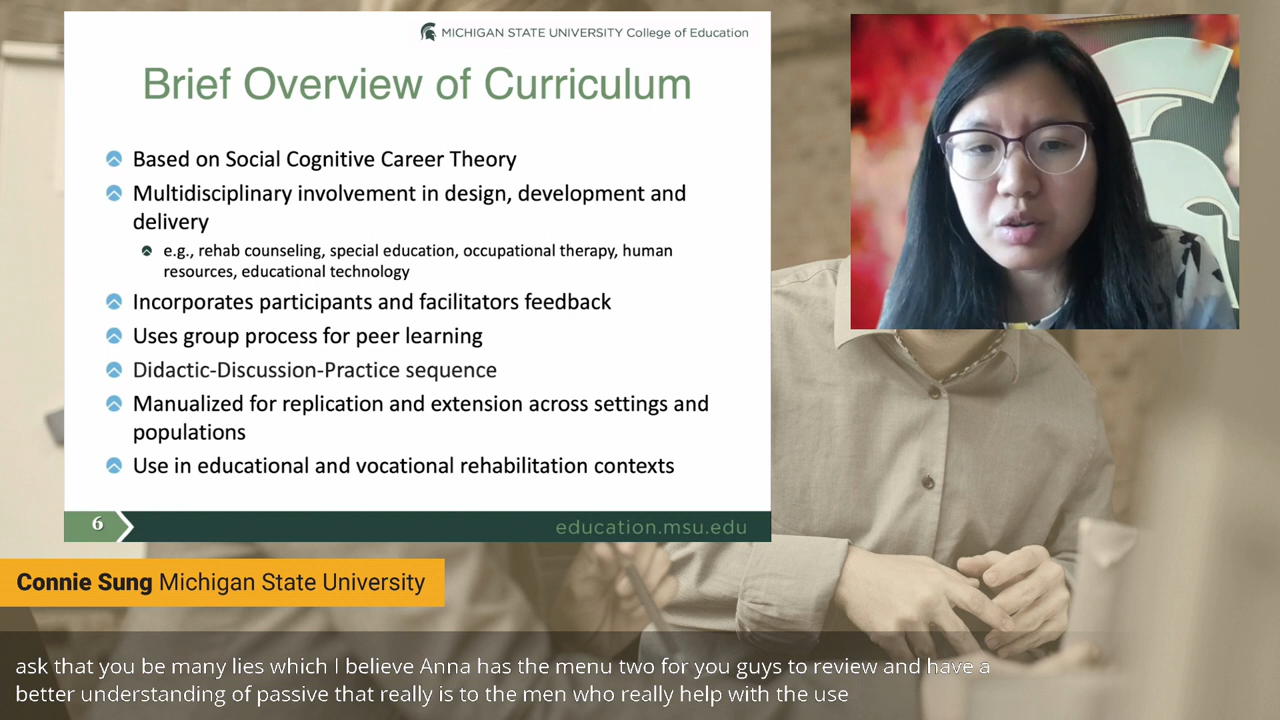 MICHIGAN STATE UNIVERSITY College of Education
Brief Overview of Curriculum
Based on Social Cognitive Career Theory
Multidisciplinary involvement in design, development and
delivery
e.g., rehab counseling, special education, occupational therapy, human
resources, educational technology
Incorporates participants and facilitators feedback
Uses group process for peer learning
Didactic-Discussion-Practice sequence
Manualized for replication and extension across settings and
populations
Use in educational and vocational rehabilitation contexts
6
education.msu.edu
Connie Sung Michigan State University
ask that you be many lies which I believe Anna has the menu two for you guys to review and have a
better understanding of passive that really is to the men who really help with the use